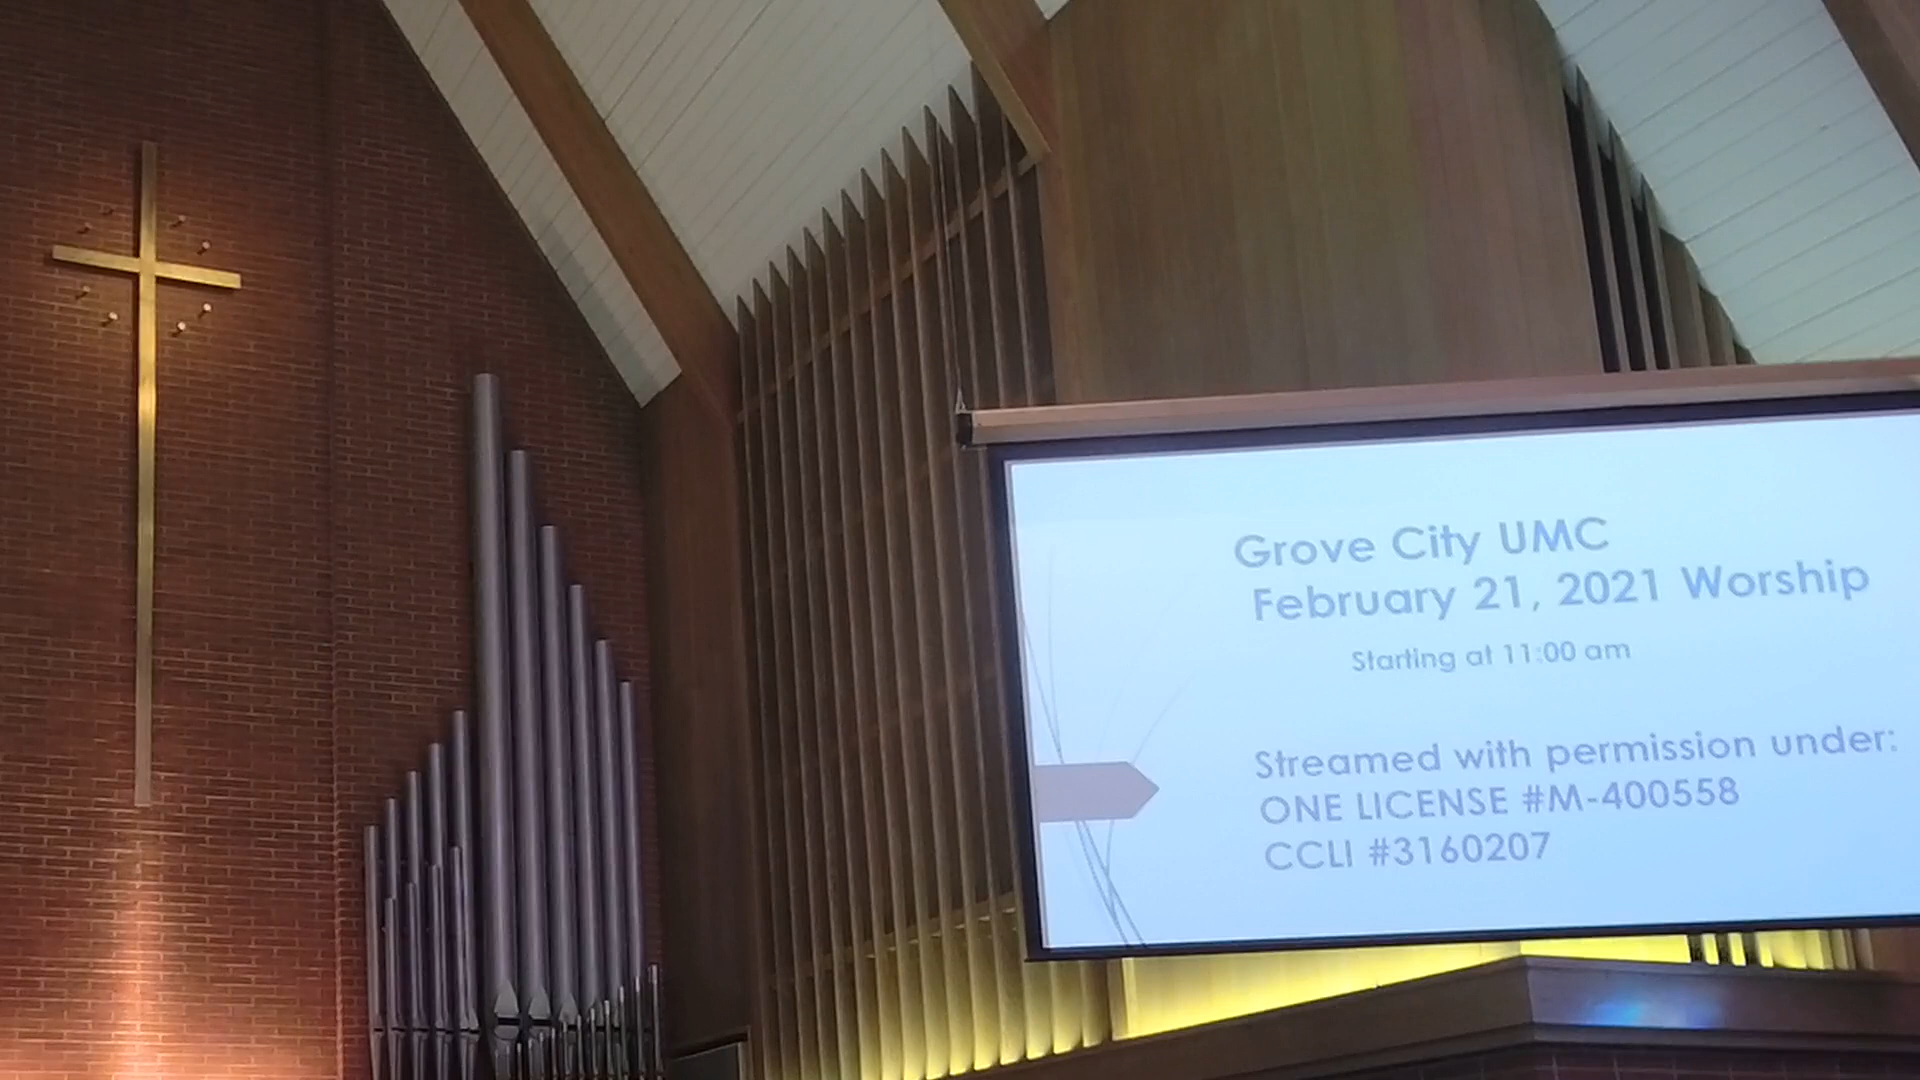 Grove City UMC
February 21, 2021 Worship
Starting at 11:00 am
Streamed with permission under:
ONE LICENSE #M-400558
CCLI #3160207